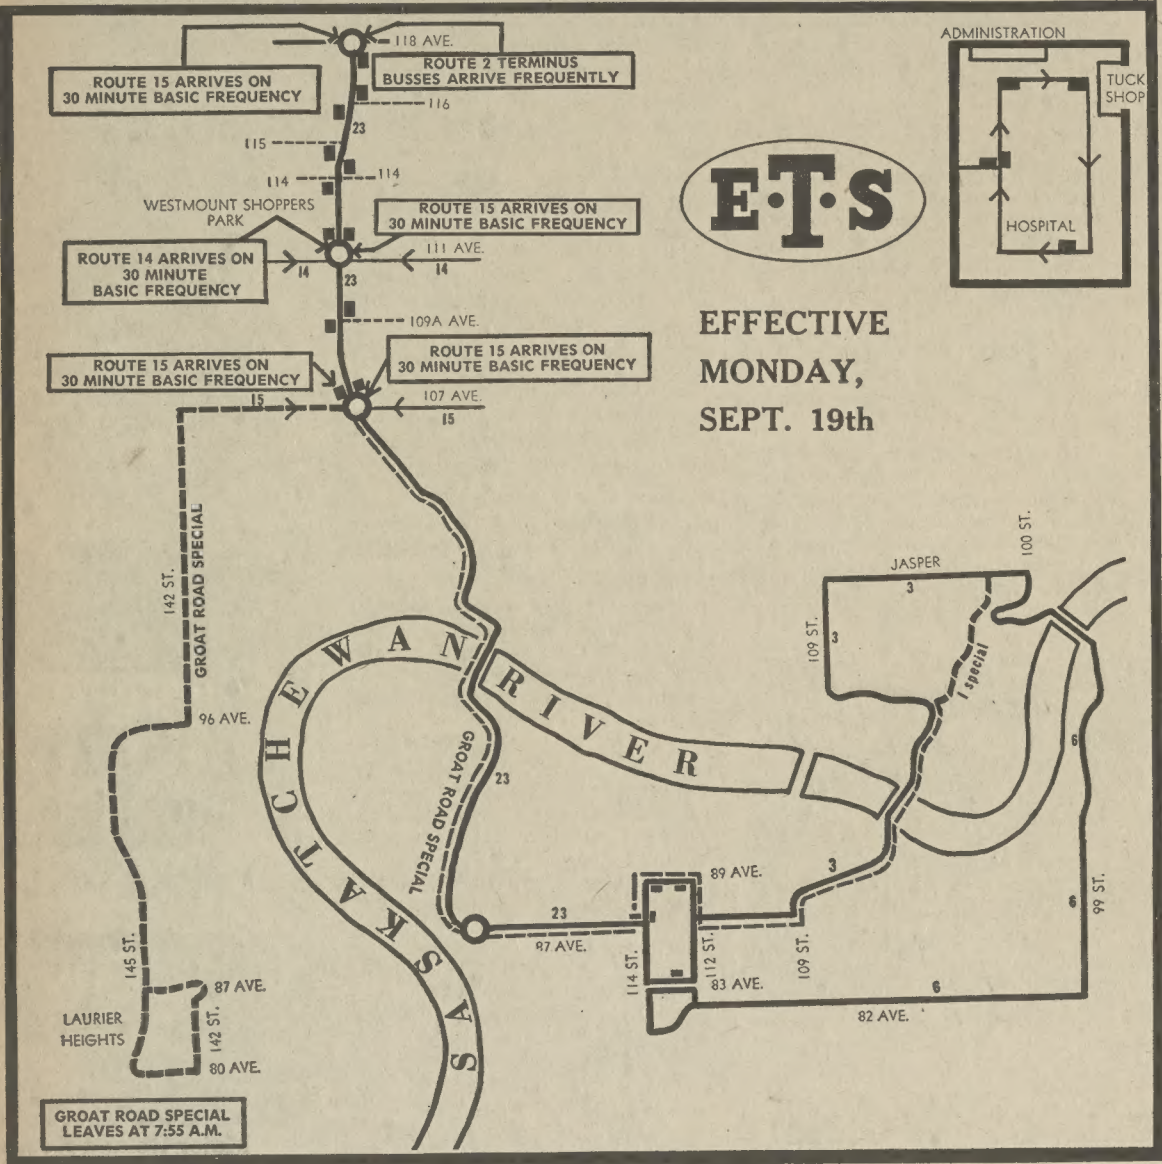 118 AVE.
ROUTE 15 ARRIVES ON
30 MINUTE BASIC FREQUENCY
ROUTE 2 TERMINUS
BUSSES ARRIVE FREQUENTLY
116
23
115
114
114
WESTMOUNT SHOPPERS
PARK
ROUTE 15 ARRIVES ON
30 MINUTE BASIC FREQUENCY
111 AVE.
14
ROUTE 14 ARRIVES ON
30 MINUTE
BASIC FREQUENCY
14
23
109A AVE.
ROUTE 15 ARRIVES ON
30 MINUTE BASIC FREQUENCY
ROUTE 15 ARRIVES ON
30 MINUTE BASIC FREQUENCY
107 AVE.
15
15
ADMINISTRATION
TUCK
SHOP
HOSPITAL
E·T·S
EFFECTIVE
MONDAY,
SEPT. 19th
142 ST.
GROAT ROAD SPECIAL
96 AVE.
145 ST.
87 AVE.
142 ST.
LAURIER
HEIGHTS
80 AVE.
GROAT ROAD SPECIAL
LEAVES AT 7:55 A.M.
SASKATCHEWAN
RIVER
GROAT ROAD SPECIAL
23
23
87 AVE.
89 AVE.
114 ST.
112 ST.
83 AVE.
109 ST.
3
JASPER
3
100 ST.
109 ST.
3
1 special
6
6
99 ST.
6
82 AVE.